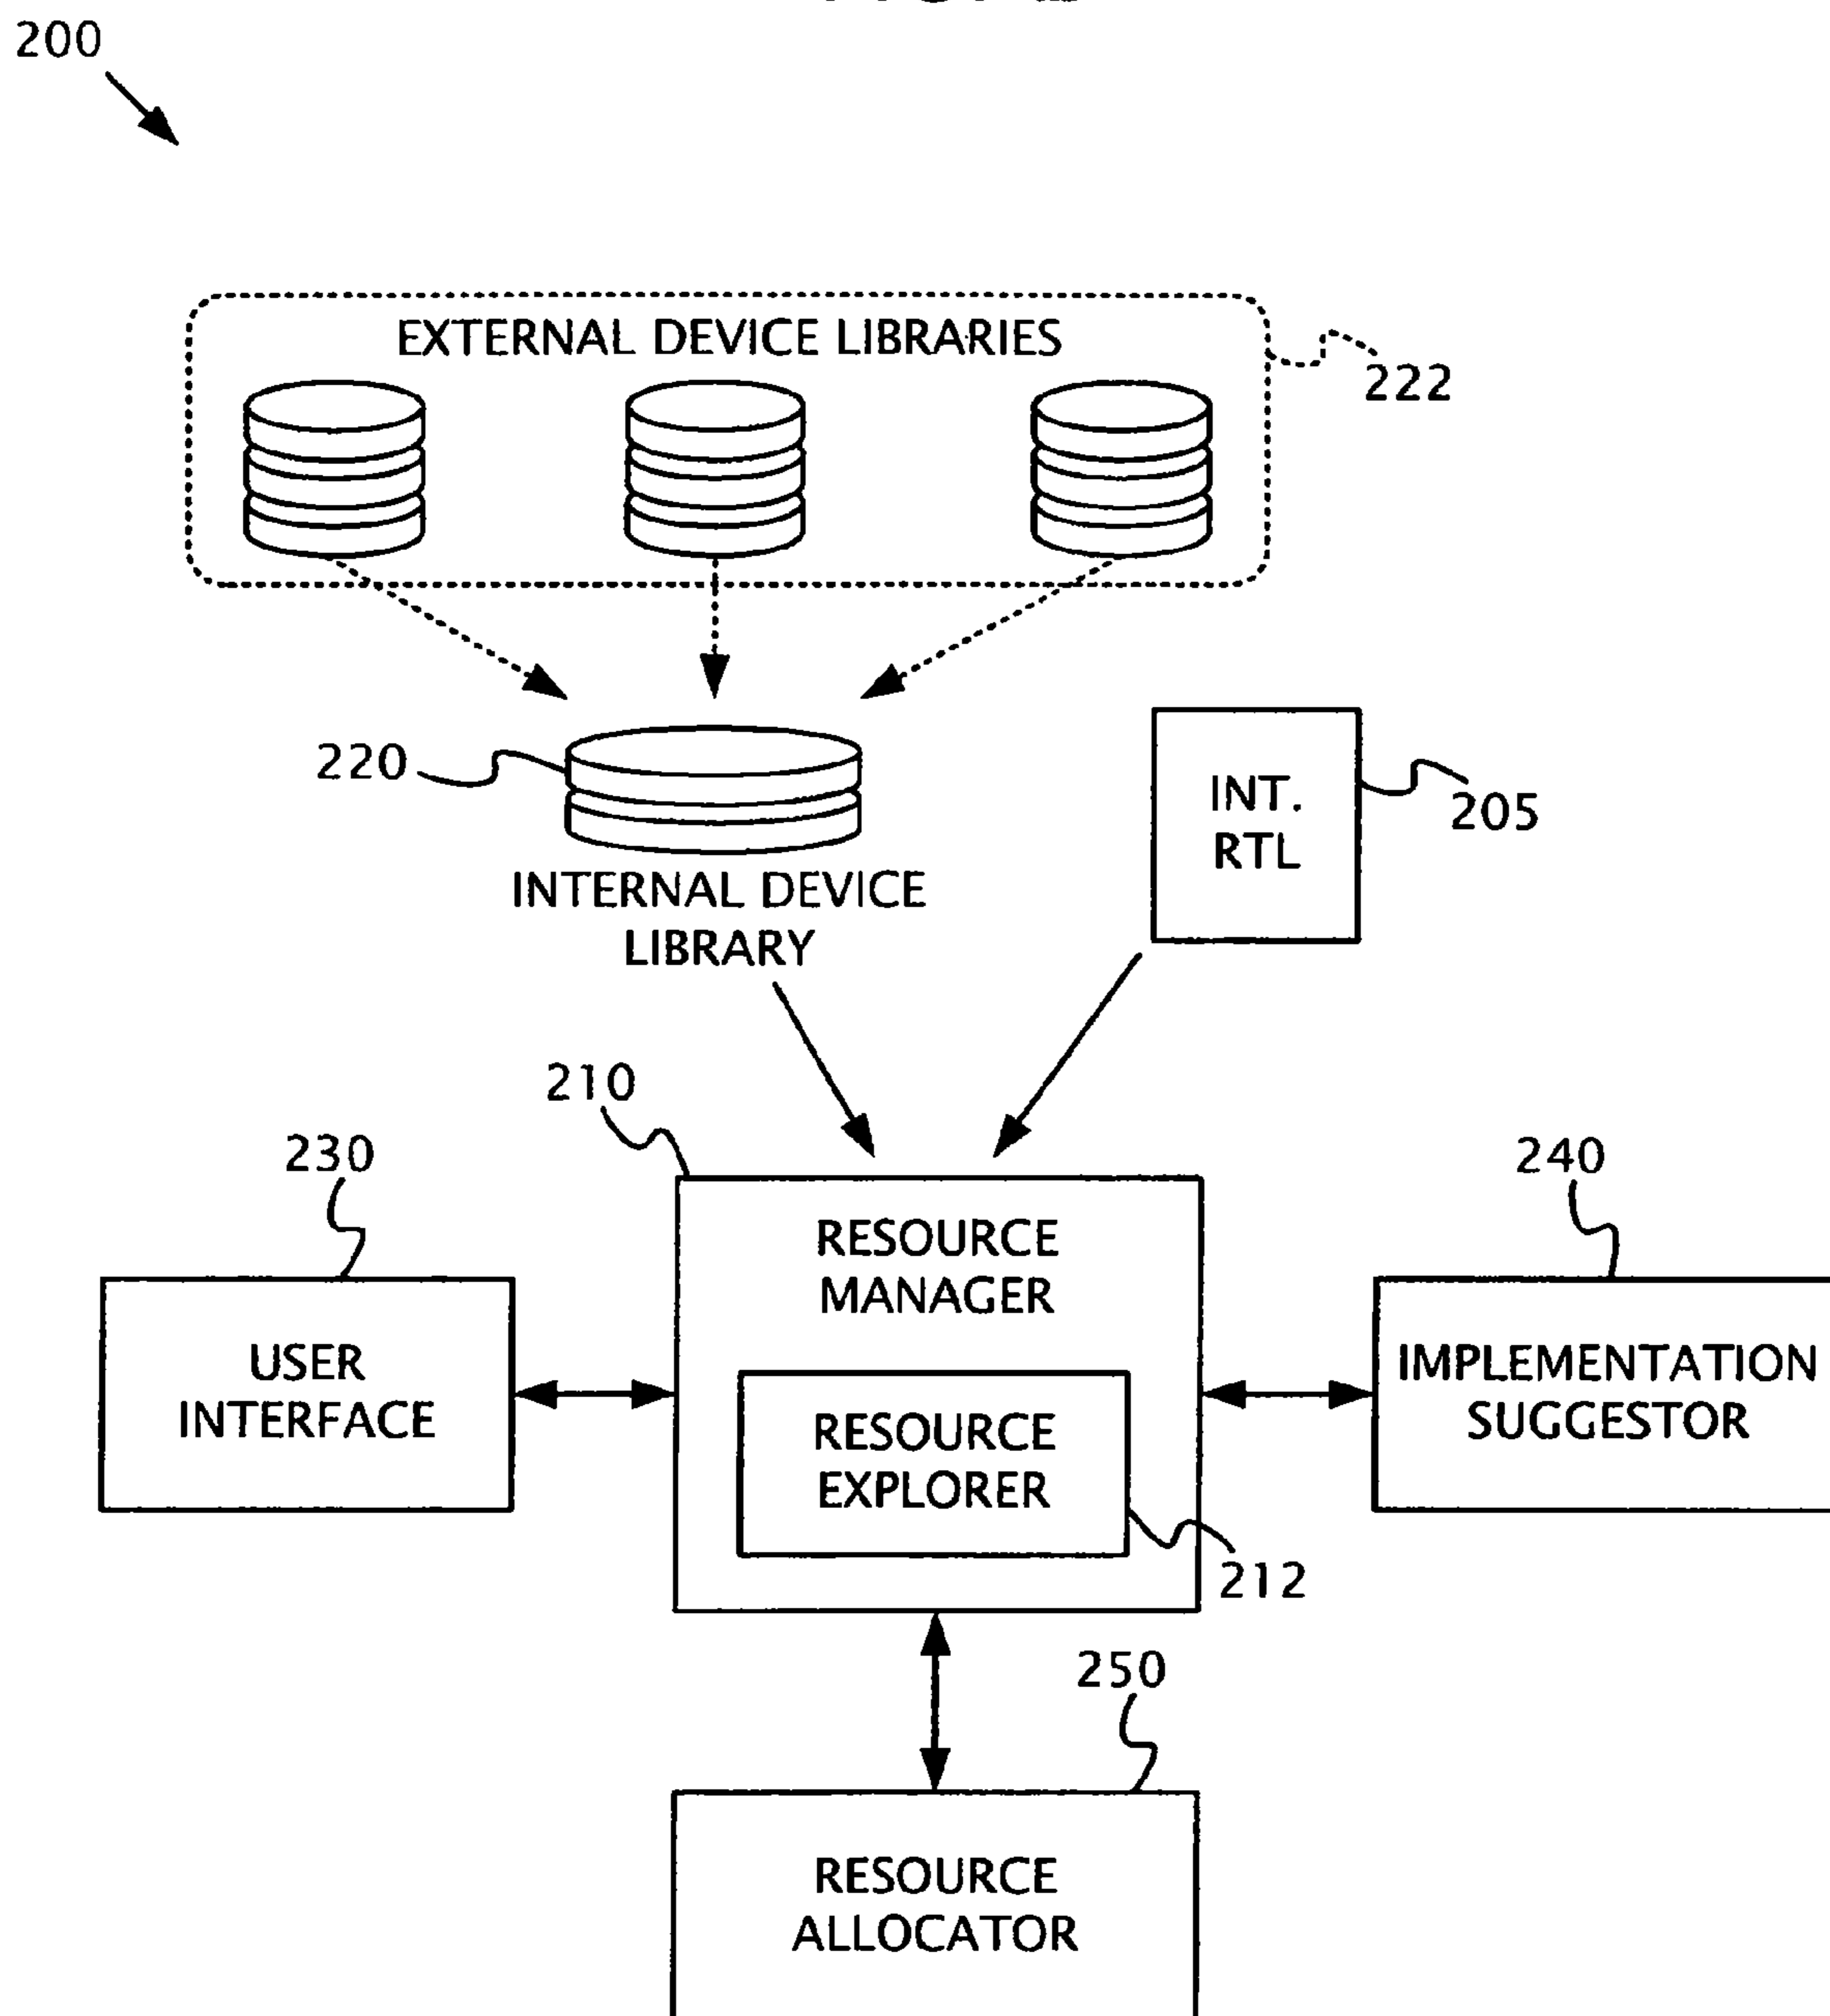 200
EXTERNAL DEVICE LIBRARIES
222
220
INT.
RTL
205
INTERNAL DEVICE
LIBRARY
210
230
240
RESOURCE
MANAGER
USER
INTERFACE
IMPLEMENTATION
SUGGESTOR
RESOURCE
EXPLORER
212
250
RESOURCE
ALLOCATOR